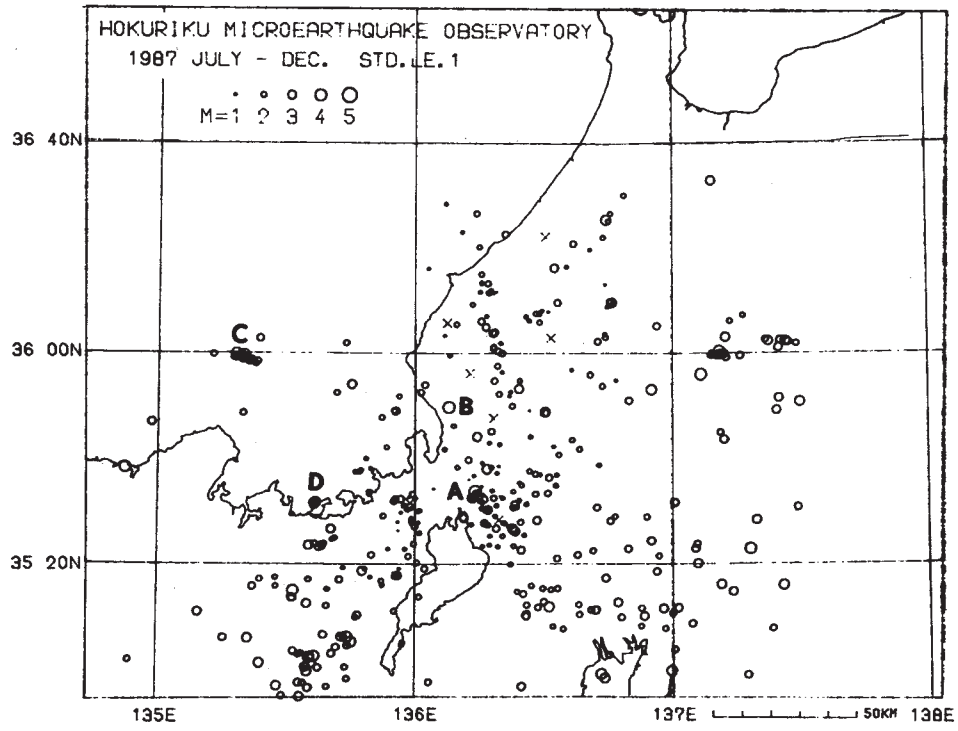 HOKURIKU MICROEARTHQUAKE OBSERVATORY
1987 JULY - DEC. STD.LE.1
M=1 2 3 4 5
36 40N
C
36 00N
B
D
A
35 20N
135E 136E 137E 50KM 138E